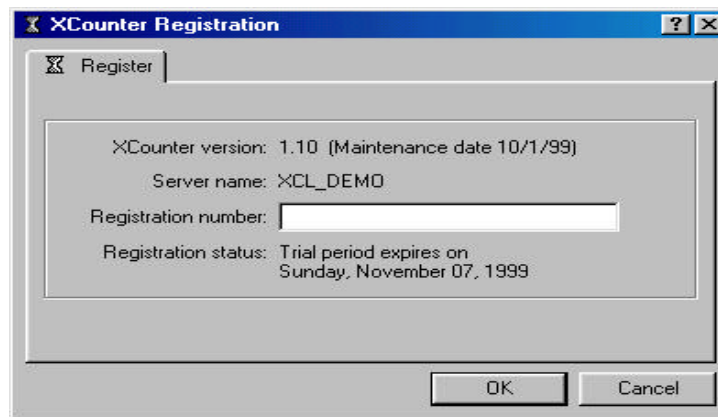 XCounter Registration
Register
XCounter version: 1.10 (Maintenance date 10/1/99)
Server name: XCL_DEMO
Registration number:
Registration status: Trial period expires on
Sunday, November 07, 1999
OK Cancel